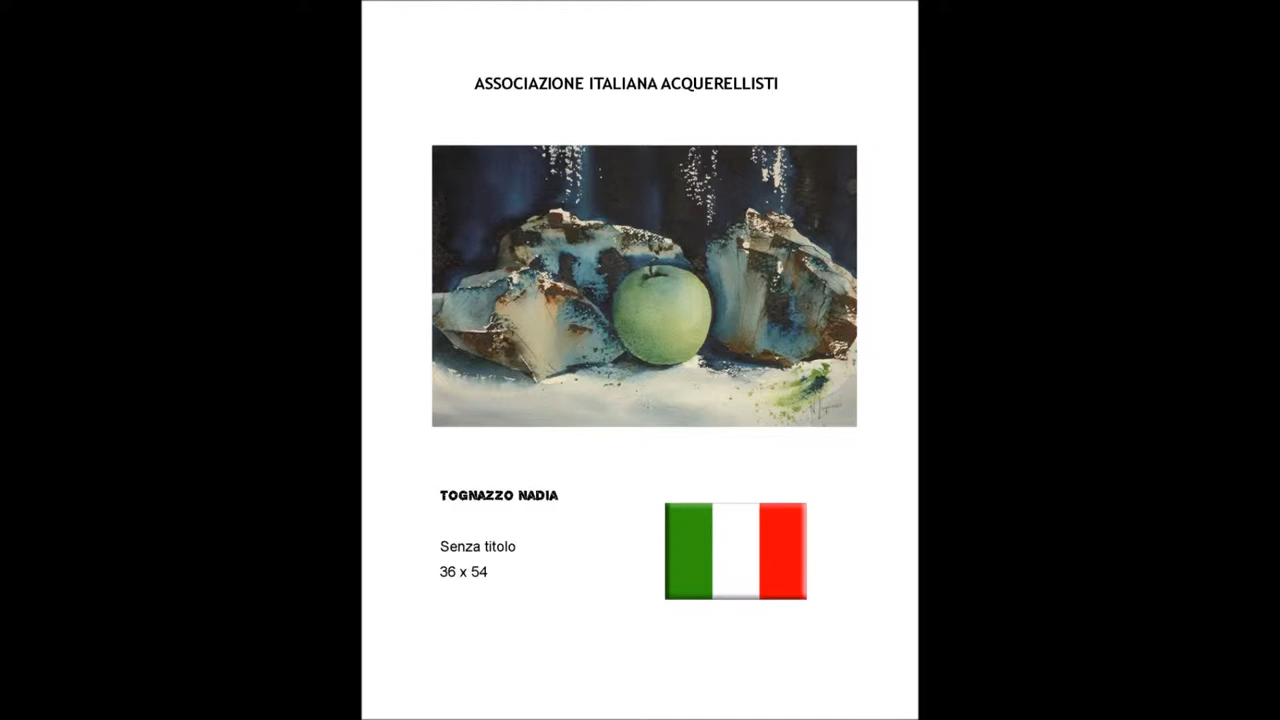 ASSOCIAZIONE ITALIANA ACQUERELLISTI
TOGNAZZO NADIA
Senza titolo
36 x 54